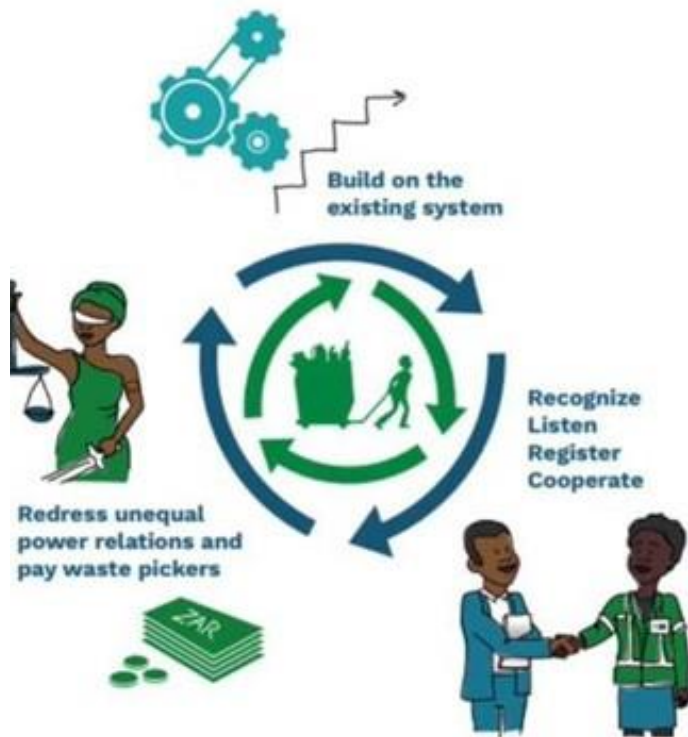 Build on the
existing system
Recognize
Listen
Register
Cooperate
Redress unequal
power relations and
pay waste pickers
ZAR